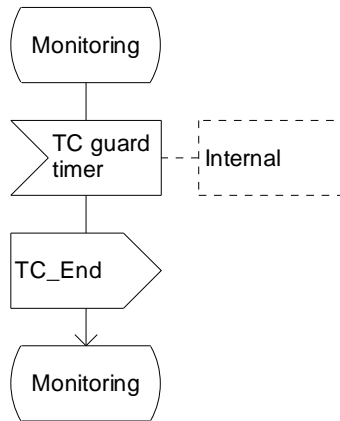 Monitoring
TC guard
timer
Internal
TC_End
Monitoring